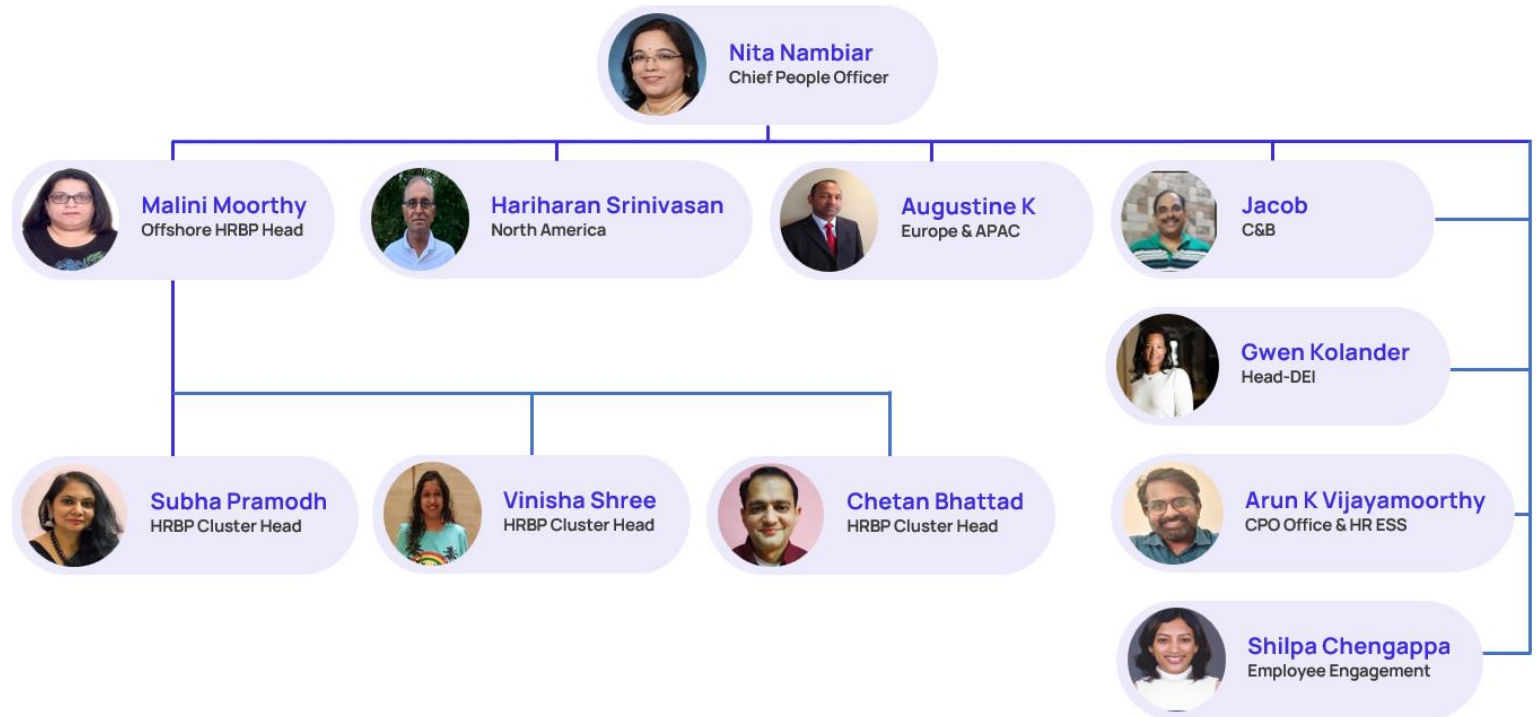 Nita Nambiar
Chief People Officer
Malini Moorthy
Offshore HRBP Head
Hariharan Srinivasan
North America
Augustine K
Europe & APAC
Jacob
C&B
Gwen Kolander
Head-DEI
Subha Pramodh
HRBP Cluster Head
Vinisha Shree
HRBP Cluster Head
Chetan Bhattad
HRBP Cluster Head
Arun K Vijayamoorthy
CPO Office & HR ESS
Shilpa Chengappa
Employee Engagement